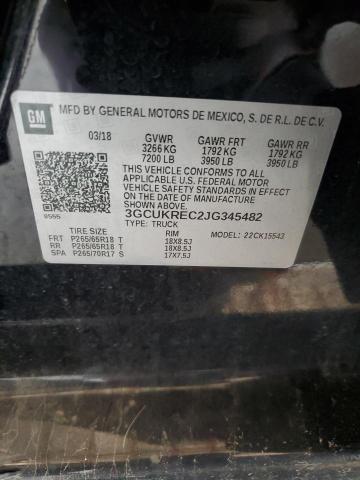 GM MFD BY GENERAL MOTORS DE MEXICO, S. DE R.L. DE C.V.
03/18 GVWR GAWR FRT GAWR RR
3266 KG 1792 KG 1792 KG
7200 LB 3950 LB 3950 LB
THIS VEHICLE CONFORMS TO ALL
APPLICABLE U.S. FEDERAL MOTOR
VEHICLE SAFETY STANDARDS IN EFFECT
ON THE DATE OF MANUFACTURE SHOWN ABOVE.
3GCUKREC2JG345482
9555 TYPE: TRUCK
TIRE SIZE RIM MODEL: 22CK15543
FRT P265/65R18 T 18X8.5J
RR P265/65R18 T 18X8.5J
SPA P265/70R17 S 17X7.5J